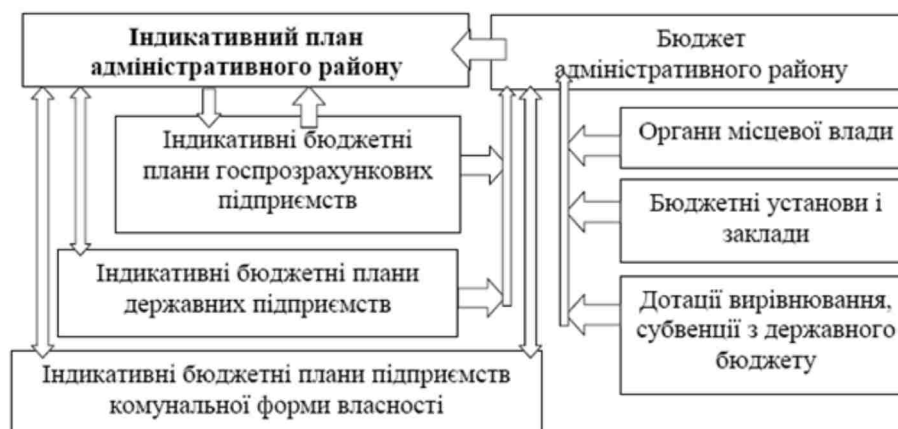 Індикативний план
адміністративного району
Бюджет
адміністративного району
Індикативні бюджетні
плани госпрозрахункових
підприємств
Органи місцевої влади
Бюджетні установи і
заклади
Індикативні бюджетні плани
державних підприємств
Дотації вирівнювання,
субвенції з державного
бюджету
Індикативні бюджетні плани підприємств
комунальної форми власності